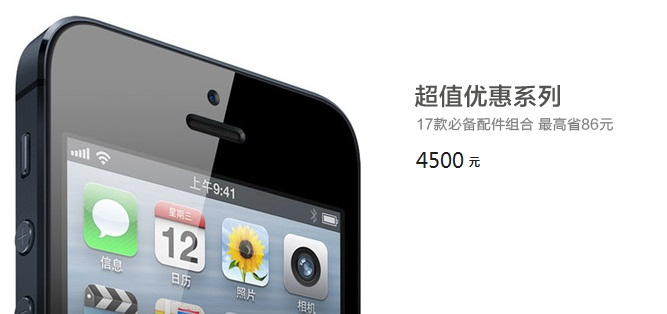 超值优惠系列
17款必备配件组合 最高省86元
4500 元
上午9:41
星期三
12
信息
日历
照片
相机